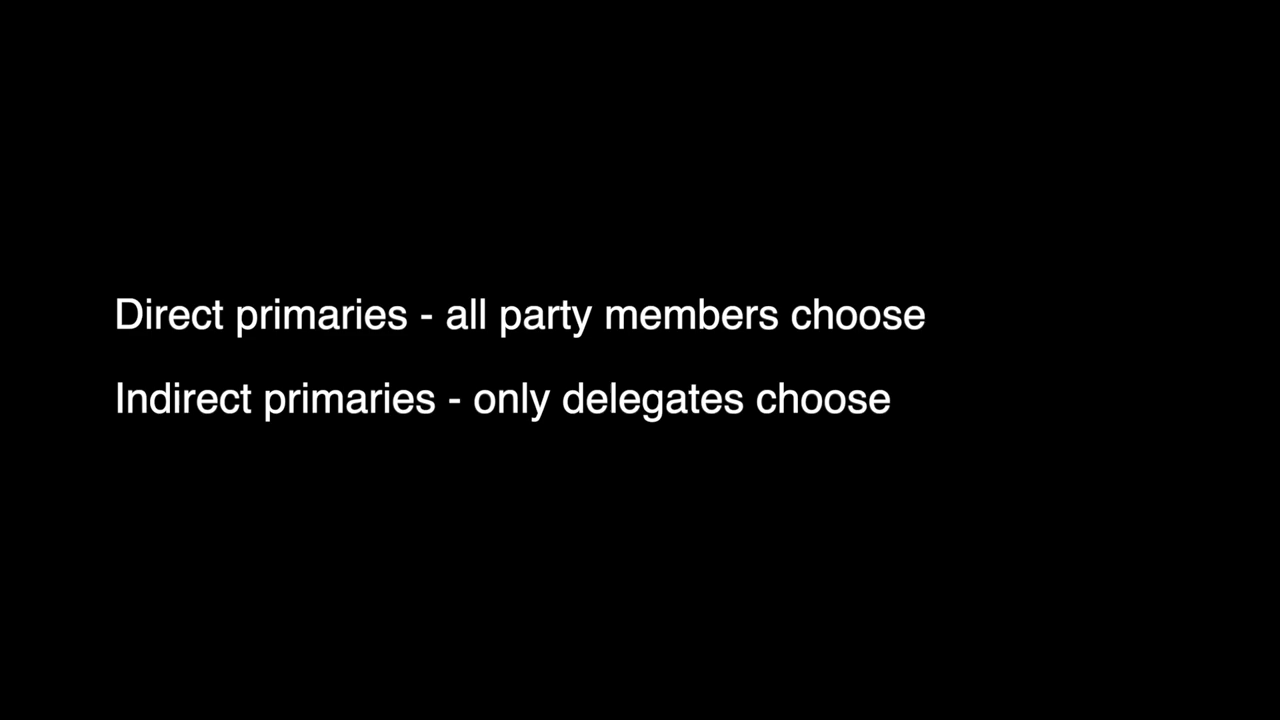 Direct primaries - all party members choose
Indirect primaries - only delegates choose